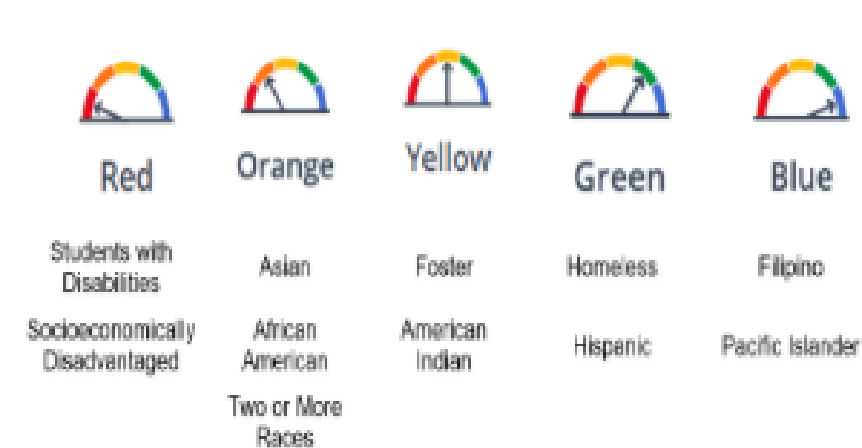 Red
Orange
Yellow
Green
Blue
Students with
Disabilities
Asian
Foster
Homeless
Filipino
Socioeconomically
Disadvantaged
African
American
American
Indian
Hispanic
Pacific Islander
Two or More
Races